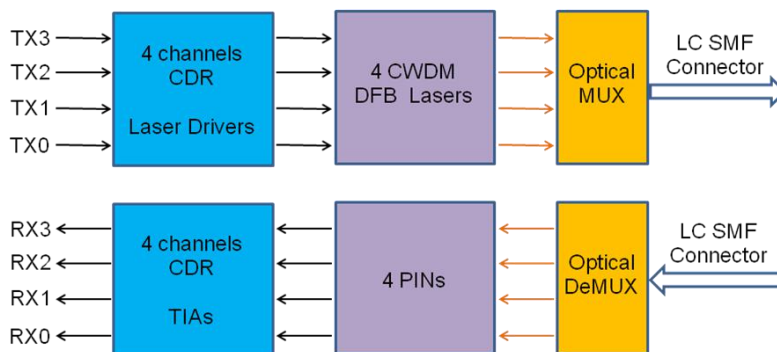 TX3
TX2
TX1
TX0
4 channels
CDR
Laser Drivers
4 CWDM
DFB Lasers
Optical
MUX
LC SMF
Connector
RX3
RX2
RX1
RX0
4 channels
CDR
TIAs
4 PINs
Optical
DeMUX
LC SMF
Connector